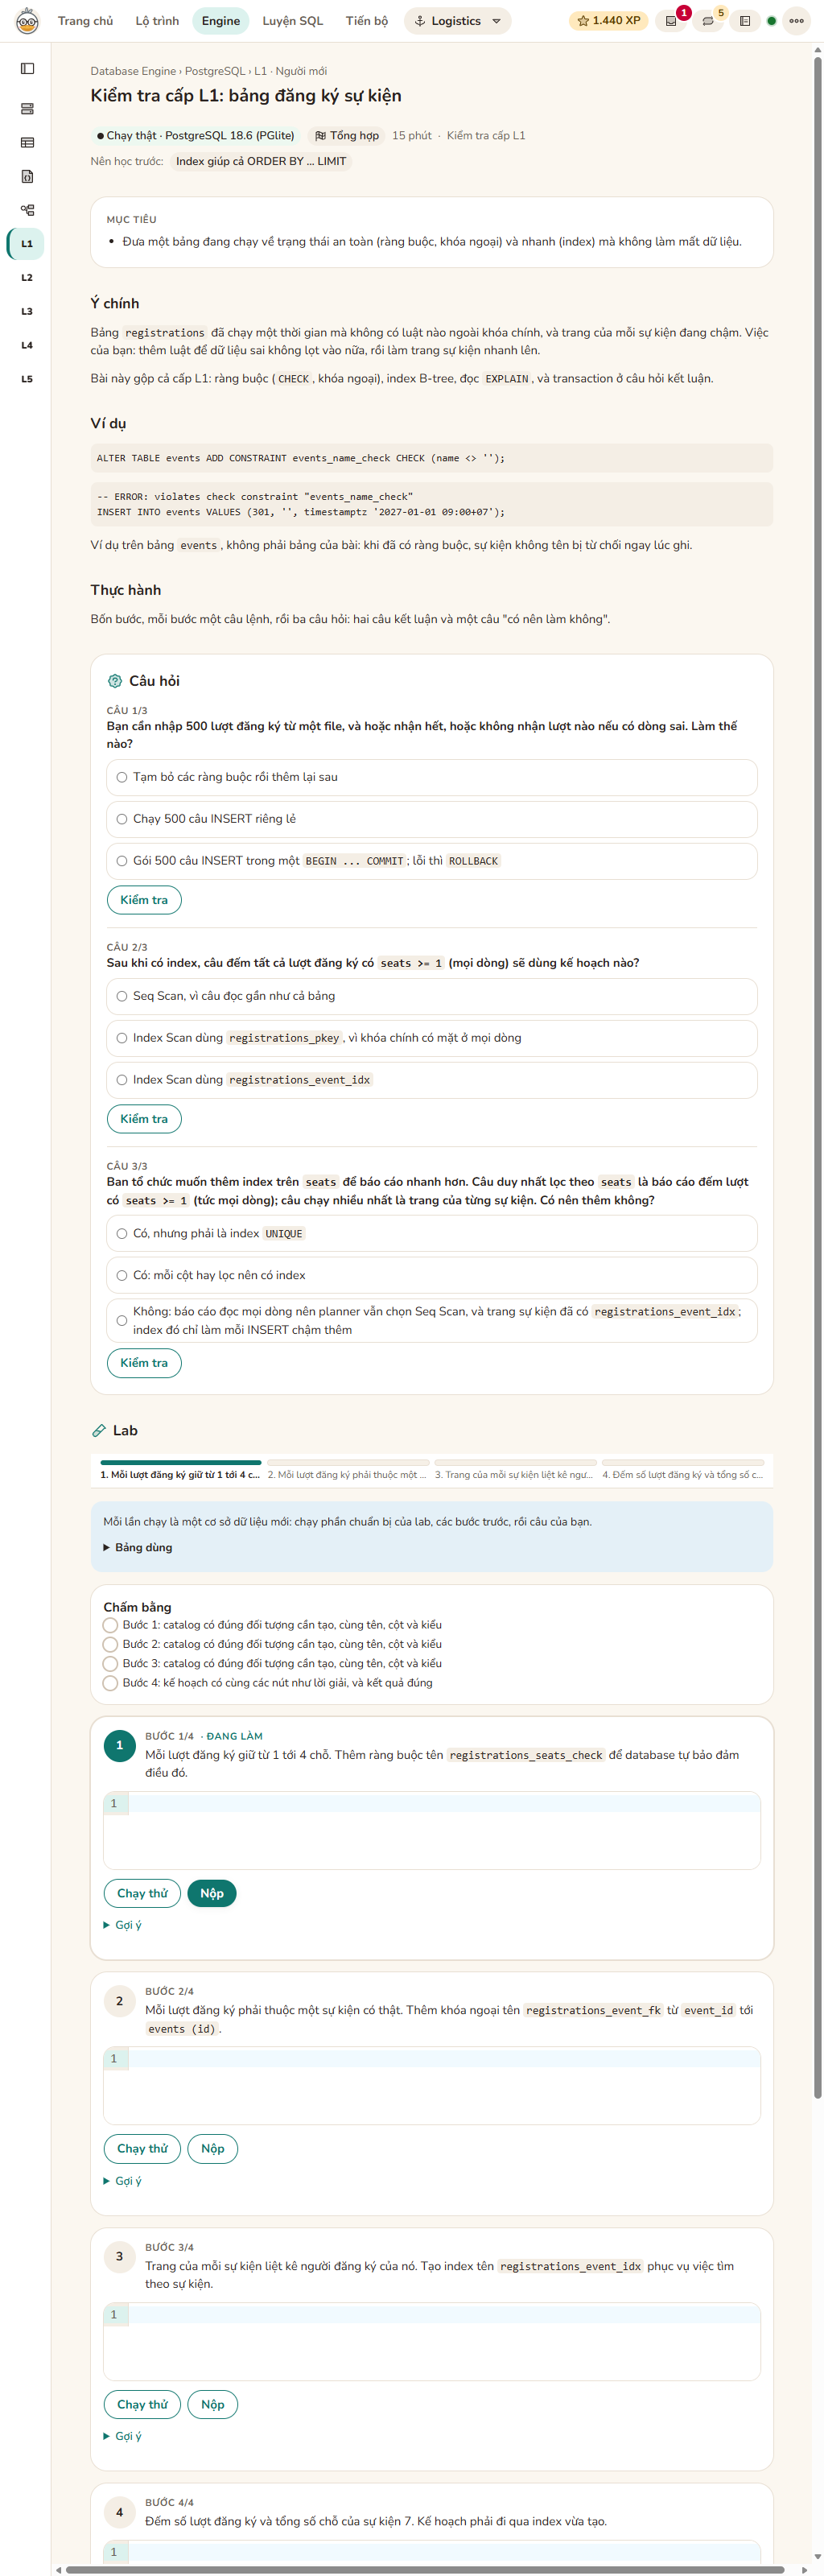 Trang chủ Lộ trình Engine Luyện SQL Tiến bộ Logistics 1.440 XP 1 5
Database Engine › PostgreSQL › L1 · Người mới
Kiểm tra cấp L1: bảng đăng ký sự kiện
Chạy thật · PostgreSQL 18.6 (PGlite) Tổng hợp 15 phút · Kiểm tra cấp L1
Nên học trước: Index giúp cả ORDER BY ... LIMIT
L1
L2
L3
L4
L5
MỤC TIÊU
• Đưa một bảng đang chạy về trạng thái an toàn (ràng buộc, khóa ngoại) và nhanh (index) mà không làm mất dữ liệu.
Ý chính
Bảng registrations đã chạy một thời gian mà không có luật nào ngoài khóa chính, và trang của mỗi sự kiện đang chậm. Việc
của bạn: thêm luật để dữ liệu sai không lọt vào nữa, rồi làm trang sự kiện nhanh lên.
Bài này gộp cả cấp L1: ràng buộc (CHECK, khóa ngoại), index B-tree, đọc EXPLAIN, và transaction ở câu hỏi kết luận.
Ví dụ
ALTER TABLE events ADD CONSTRAINT events_name_check CHECK (name <> '');
-- ERROR: violates check constraint "events_name_check"
INSERT INTO events VALUES (301, '', timestamptz '2027-01-01 09:00+07');
Ví dụ trên bảng events, không phải bảng của bài: khi đã có ràng buộc, sự kiện không tên bị từ chối ngay lúc ghi.
Thực hành
Bốn bước, mỗi bước một câu lệnh, rồi ba câu hỏi: hai câu kết luận và một câu "có nên làm không".
Câu hỏi
CÂU 1/3
Bạn cần nhập 500 lượt đăng ký từ một file, và hoặc nhận hết, hoặc không nhận lượt nào nếu có dòng sai. Làm thế
nào?
Tạm bỏ các ràng buộc rồi thêm lại sau
Chạy 500 câu INSERT riêng lẻ
Gói 500 câu INSERT trong một BEGIN ... COMMIT; lỗi thì ROLLBACK
Kiểm tra
CÂU 2/3
Sau khi có index, câu đếm tất cả lượt đăng ký có seats >= 1 (mọi dòng) sẽ dùng kế hoạch nào?
Seq Scan, vì câu đọc gần như cả bảng
Index Scan dùng registrations_pkey, vì khóa chính có mặt ở mọi dòng
Index Scan dùng registrations_event_idx
Kiểm tra
CÂU 3/3
Ban tổ chức muốn thêm index trên seats để báo cáo nhanh hơn. Câu duy nhất lọc theo seats là báo cáo đếm lượt
có seats >= 1 (tức mọi dòng); câu chạy nhiều nhất là trang của từng sự kiện. Có nên thêm không?
Có, nhưng phải là index UNIQUE
Có: mỗi cột hay lọc nên có index
Không: báo cáo đọc mọi dòng nên planner vẫn chọn Seq Scan, và trang sự kiện đã có registrations_event_idx;
index đó chỉ làm mỗi INSERT chậm thêm
Kiểm tra
Lab
1. Mỗi lượt đăng ký giữ từ 1 tới 4 c... 2. Mỗi lượt đăng ký phải thuộc một ... 3. Trang của mỗi sự kiện liệt kê ngư... 4. Đếm số lượt đăng ký và tổng số c...
Mỗi lần chạy là một cơ sở dữ liệu mới: chạy phần chuẩn bị của lab, các bước trước, rồi câu của bạn.
Bảng dùng
Chấm bằng
Bước 1: catalog có đúng đối tượng cần tạo, cùng tên, cột và kiểu
Bước 2: catalog có đúng đối tượng cần tạo, cùng tên, cột và kiểu
Bước 3: catalog có đúng đối tượng cần tạo, cùng tên, cột và kiểu
Bước 4: kế hoạch có cùng các nút như lời giải, và kết quả đúng
1 BƯỚC 1/4 · ĐANG LÀM
Mỗi lượt đăng ký giữ từ 1 tới 4 chỗ. Thêm ràng buộc tên registrations_seats_check để database tự bảo đảm
điều đó.
1
Chạy thử Nộp
Gợi ý
2 BƯỚC 2/4
Mỗi lượt đăng ký phải thuộc một sự kiện có thật. Thêm khóa ngoại tên registrations_event_fk từ event_id tới
events (id).
1
Chạy thử Nộp
Gợi ý
3 BƯỚC 3/4
Trang của mỗi sự kiện liệt kê người đăng ký của nó. Tạo index tên registrations_event_idx phục vụ việc tìm
theo sự kiện.
1
Chạy thử Nộp
Gợi ý
4 BƯỚC 4/4
Đếm số lượt đăng ký và tổng số chỗ của sự kiện 7. Kế hoạch phải đi qua index vừa tạo.
1